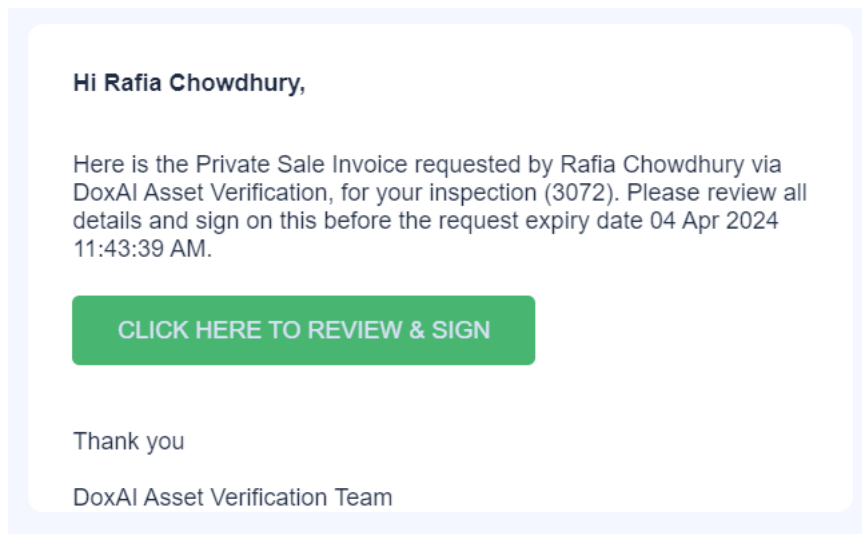 Hi Rafia Chowdhury,
Here is the Private Sale Invoice requested by Rafia Chowdhury via
DoxAI Asset Verification, for your inspection (3072). Please review all
details and sign on this before the request expiry date 04 Apr 2024
11:43:39 AM.
CLICK HERE TO REVIEW & SIGN
Thank you
DoxAI Asset Verification Team